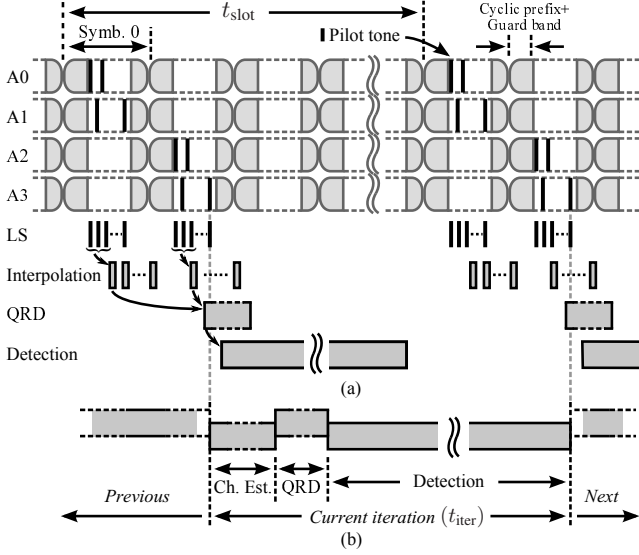 t_slot
Cyclic prefix+
Guard band
Symb. 0
Pilot tone
A0
A1
A2
A3
LS
Interpolation
QRD
Detection
(a)
Ch. Est.
QRD
Detection
Previous
Current iteration (t_iter)
Next
(b)